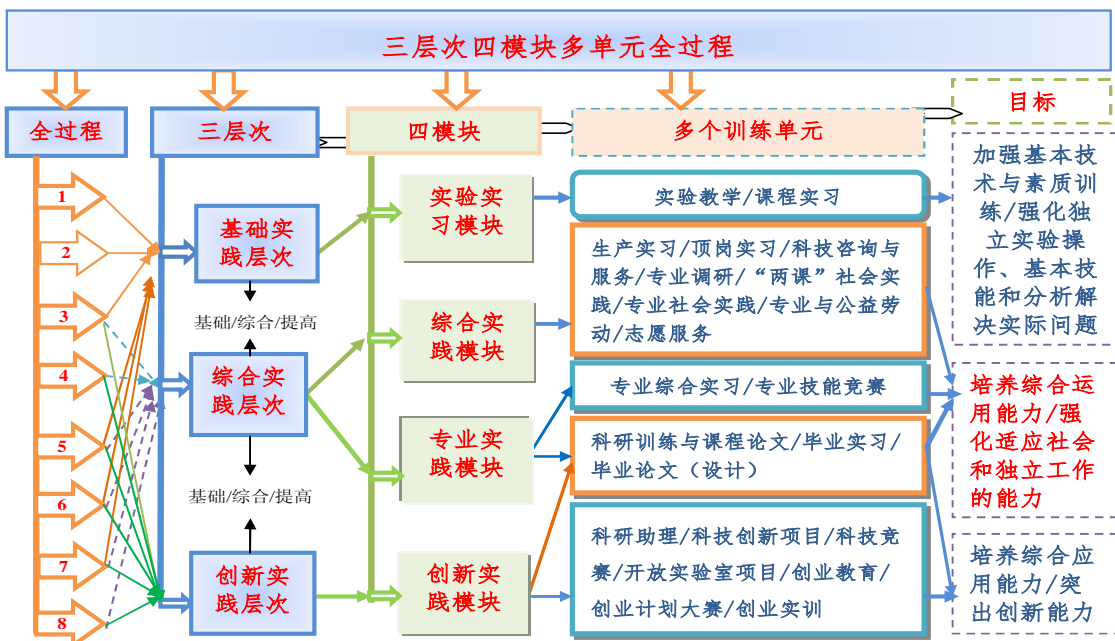 三层次四模块多单元全过程
全过程
三层次
四模块
多个训练单元
目标
1
2
3
4
5
6
7
8
基础实
践层次
基础/综合/提高
综合实
践层次
基础/综合/提高
创新实
践层次
实验实
习模块
综合实
践模块
专业实
践模块
创新实
践模块
实验教学/课程实习
生产实习/顶岗实习/科技咨询与
服务/专业调研/“两课”社会实
践/专业社会实践/专业与公益劳
动/志愿服务
专业综合实习/专业技能竞赛
科研训练与课程论文/毕业实习/
毕业论文（设计）
科研助理/科技创新项目/科技竞
赛/开放实验室项目/创业教育/
创业计划大赛/创业实训
加强基本技
术与素质训
练/强化独
立实验操
作、基本技
能和分析解
决实际问题
培养综合运
用能力/强
化适应社会
和独立工作
的能力
培养综合应
用能力/突
出创新能力